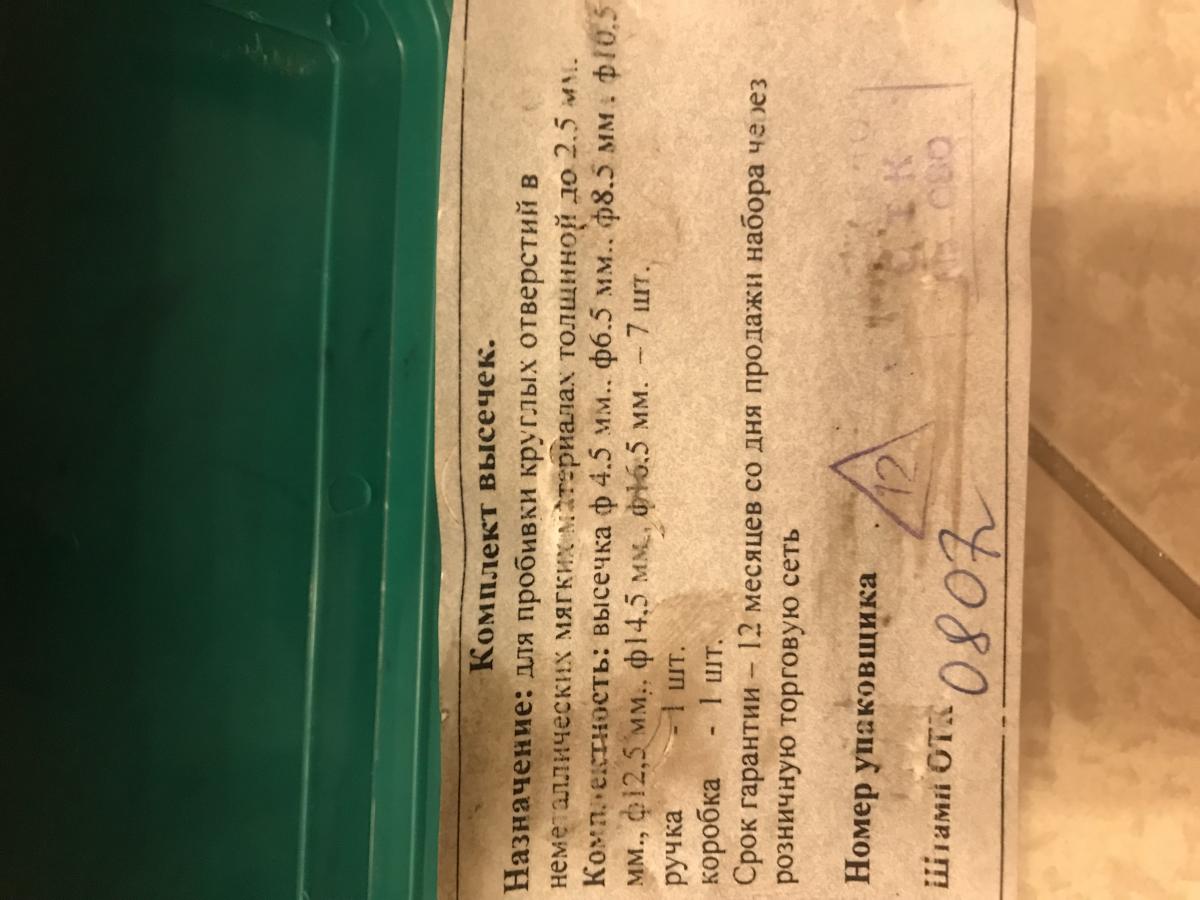 Комплект высечек.
Назначение: для пробивки круглых отверстий в
неметаллических мягких материалах толщиной до 2.5 мм.
Комплектность: высечка ф 4.5 мм.. ф6.5 мм.. ф8.5 мм.. ф10,5
мм., ф12,5 мм., ф14,5 мм., ф16.5 мм. – 7 шт.
ручка - 1 шт.
коробка - 1 шт.
Срок гарантии – 12 месяцев со дня продажи набора через
розничную торговую сеть
Номер упаковщика 12
Штамп ОТК 0807